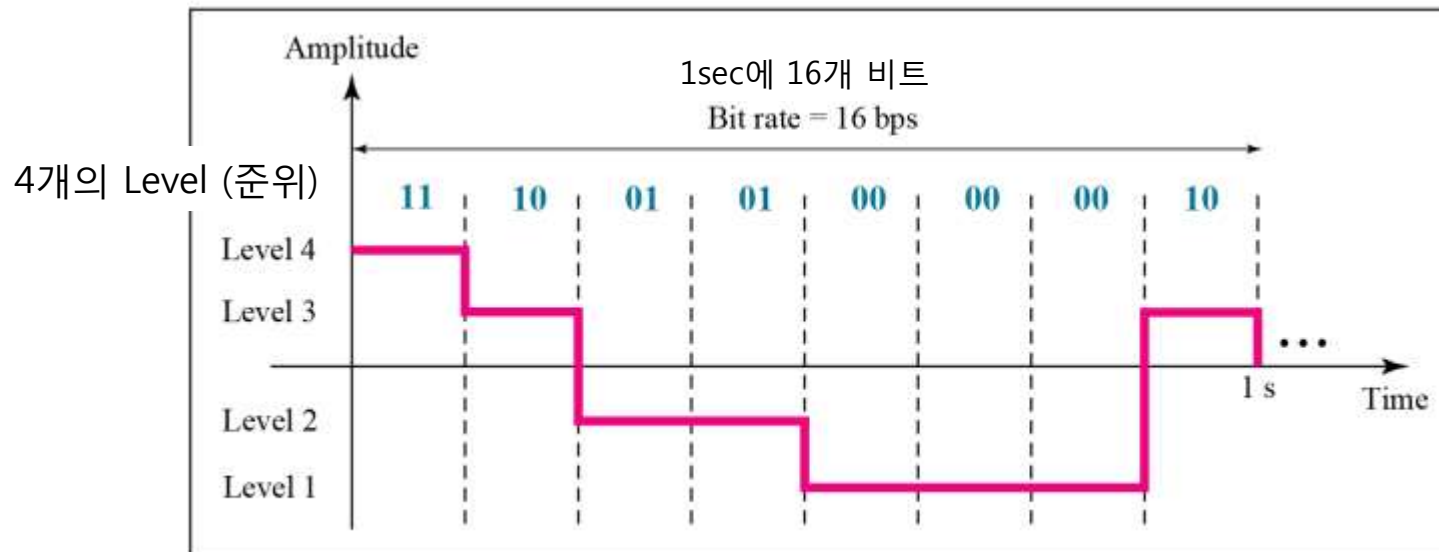 Amplitude
1sec에 16개 비트
Bit rate = 16 bps
4개의 Level (준위)
11 10 01 01 00 00 00 10
Level 4
Level 3
...
1 s
Time
Level 2
Level 1